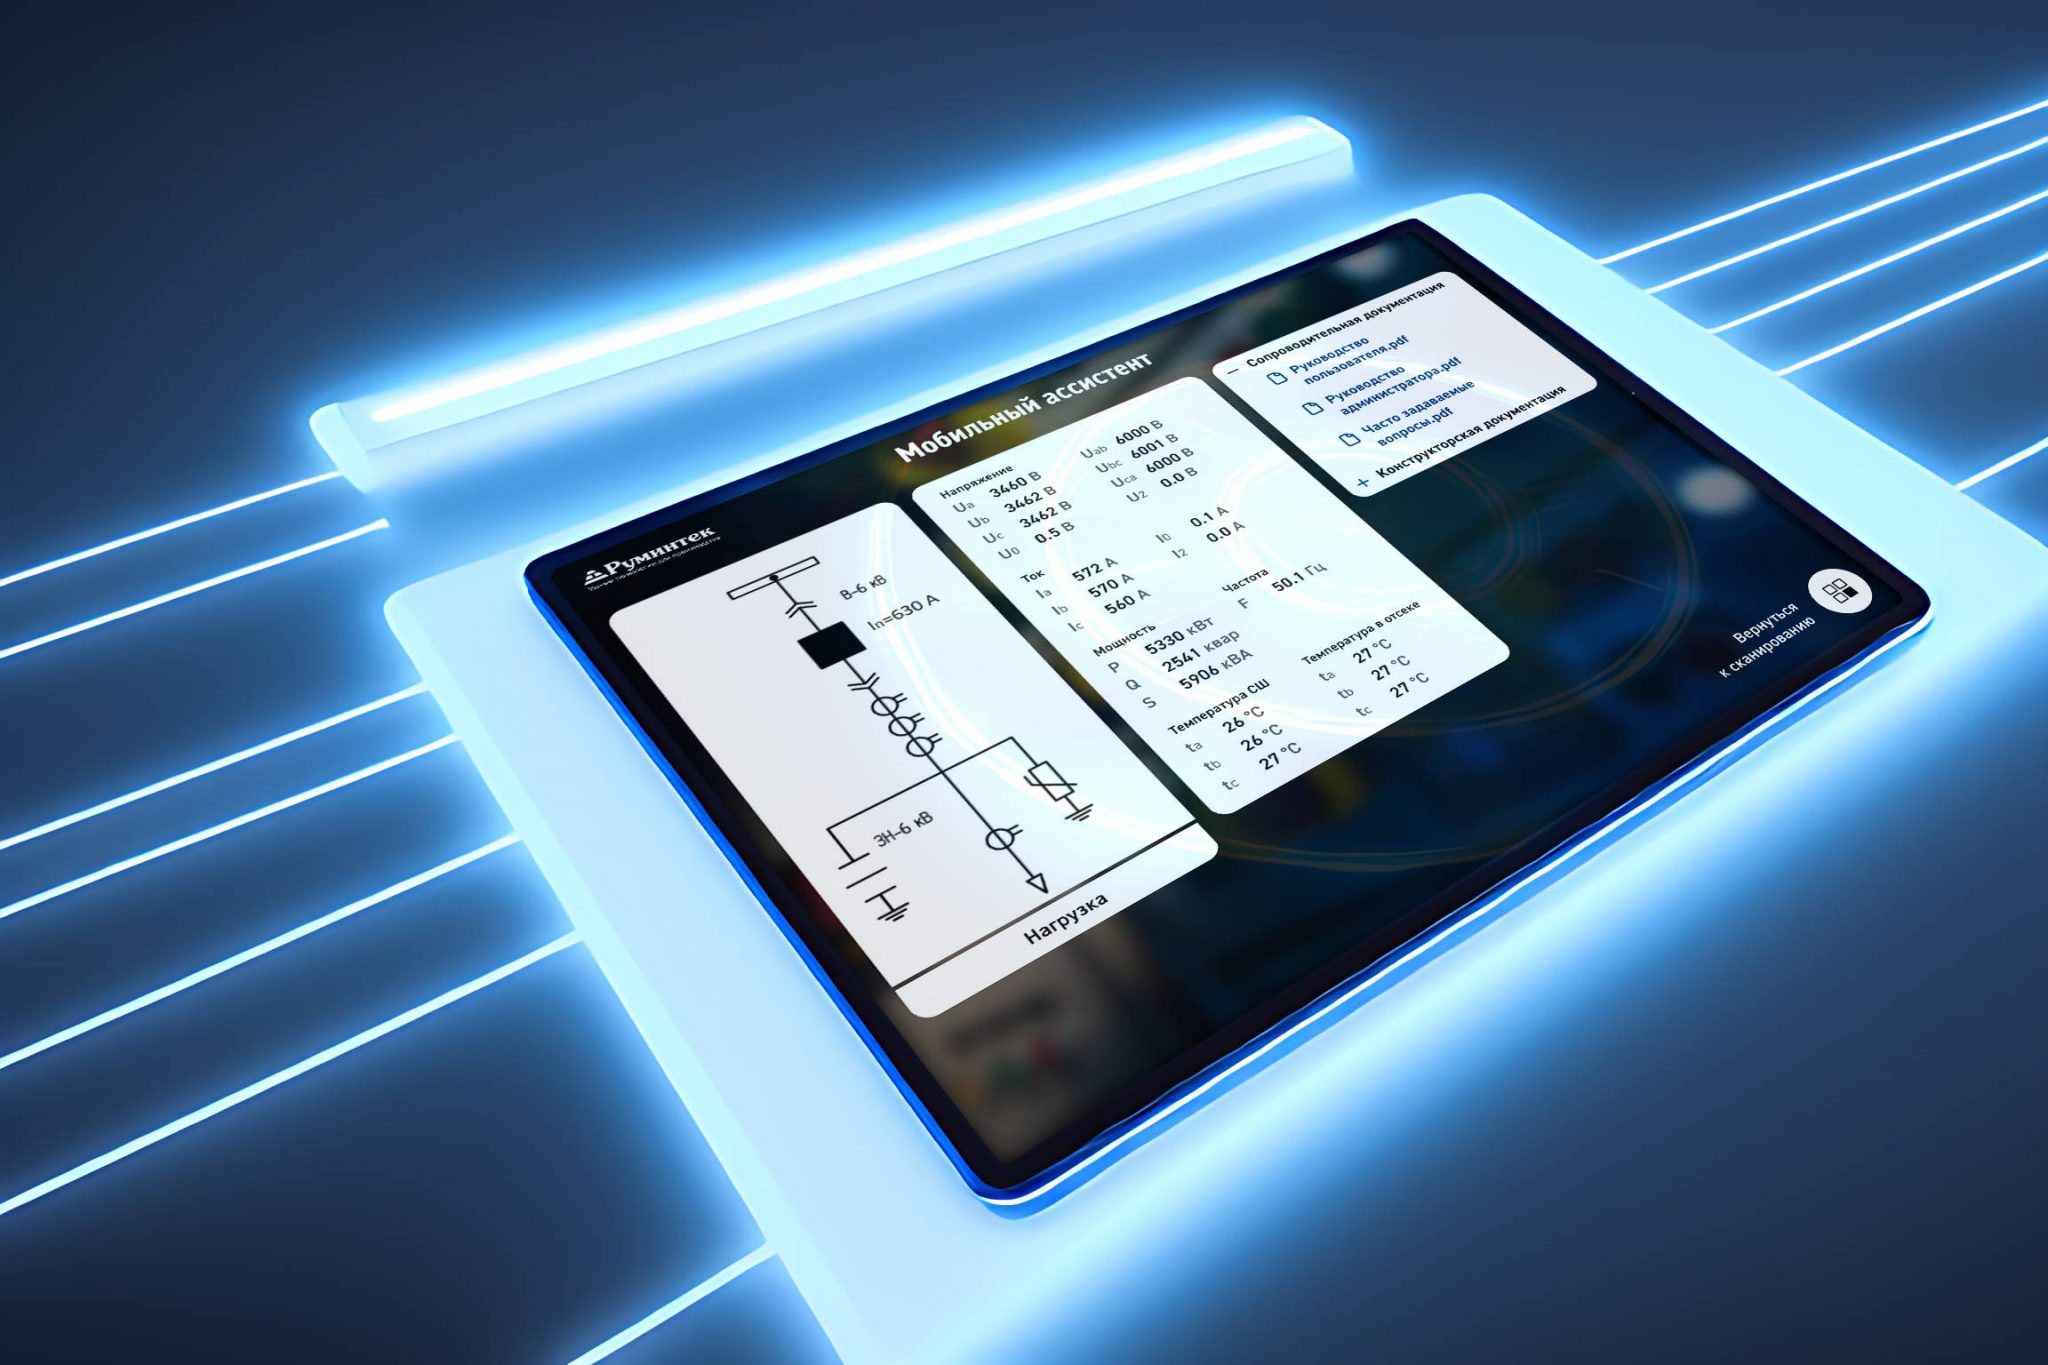 Руминтек
Мобильный ассистент
В-6 кВ
In=630 А
ЗН-6 кВ
Нагрузка
Напряжение
Ua 3460 В
Ub 3462 В
Uc 3462 В
U0 0.5 В
Uab 6000 В
Ubc 6001 В
Uca 6000 В
U2 0.0 В
Ток
Ia 572 А
Ib 570 А
Ic 560 А
I0 0.1 А
I2 0.0 А
Мощность
P 5330 кВт
Q 2541 квар
S 5906 кВА
Частота
F 50.1 Гц
Температура СШ
ta 26 °C
tb 26 °C
tc 27 °C
Температура в отсеке
ta 27 °C
tb 27 °C
tc 27 °C
− Сопроводительная документация
Руководство
пользователя.pdf
Руководство
администратора.pdf
Часто задаваемые
вопросы.pdf
+ Конструкторская документация
Вернуться
к сканированию